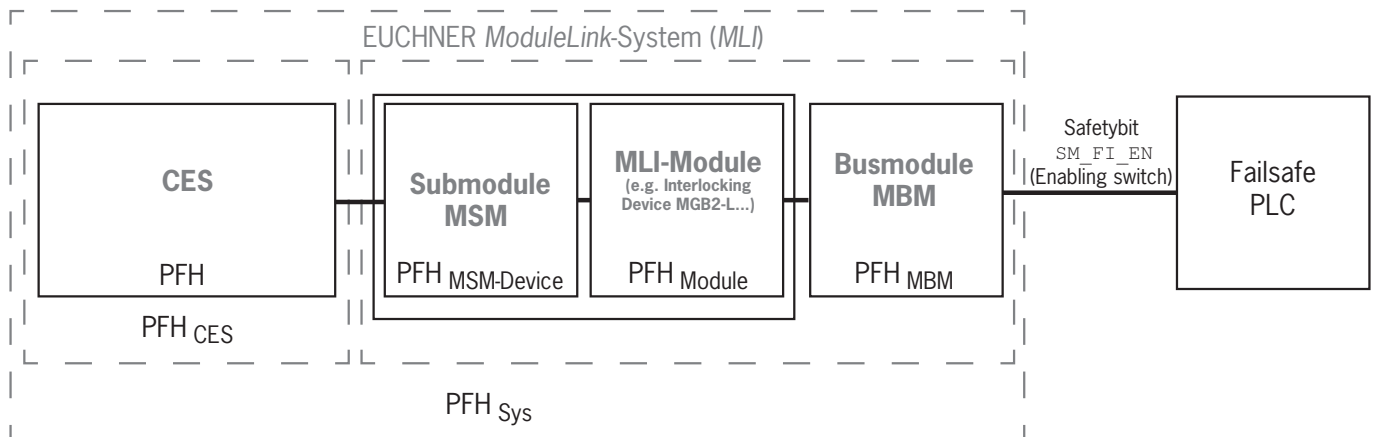 EUCHNER ModuleLink-System (MLI)
CES
PFH
PFH CES
Submodule
MSM
PFH MSM-Device
MLI-Module
(e.g. Interlocking
Device MGB2-L...)
PFH Module
Busmodule
MBM
PFH MBM
Safetybit
SM_FI_EN
(Enabling switch)
Failsafe
PLC
PFH Sys